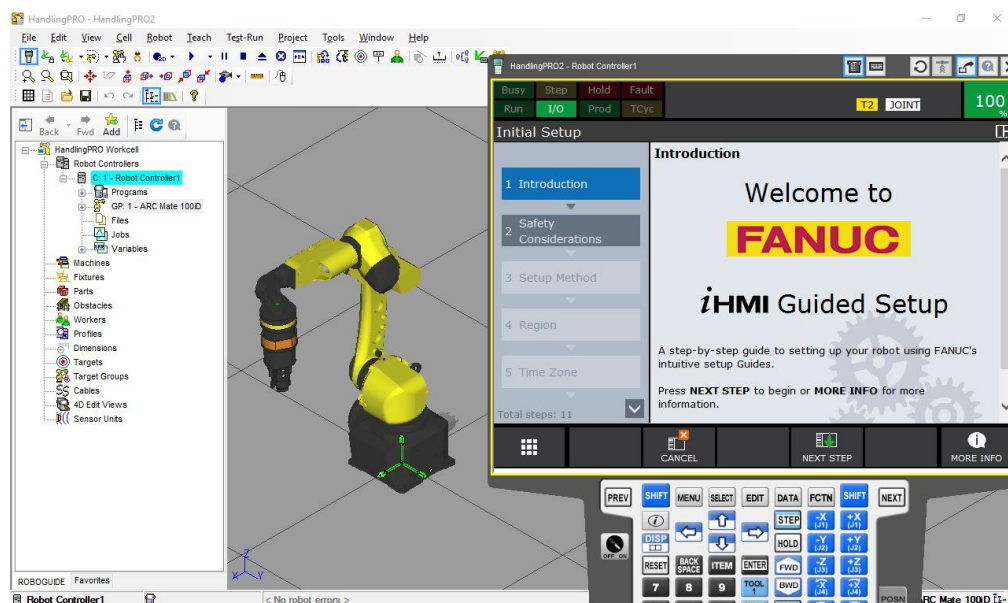 HandlingPRO - HandlingPRO2
File Edit View Cell Robot Teach Test-Run Project Tools Window Help
Back Fwd Add
HandlingPRO Workcell
Robot Controllers
C: 1 - Robot Controller1
Programs
GP: 1 - ARC Mate 100iD
Files
Jobs
Variables
Machines
Fixtures
Parts
Obstacles
Workers
Profiles
Dimensions
Targets
Target Groups
Cables
4D Edit Views
Sensor Units
ROBOGUIDE Favorites
Robot Controller1
< No robot errors >
ARC Mate 100iD
Z
X Y
HandlingPRO2 - Robot Controller1
Busy Step Hold Fault
Run I/O Prod TCyc
T2 JOINT 100 %
Initial Setup
1 Introduction
2 Safety
Considerations
3 Setup Method
4 Region
5 Time Zone
Total steps: 11
Introduction
Welcome to
FANUC
iHMI Guided Setup
A step-by-step guide to setting up your robot using FANUC's
intuitive setup Guides.
Press NEXT STEP to begin or MORE INFO for more
information.
CANCEL NEXT STEP MORE INFO
PREV SHIFT MENU SELECT EDIT DATA FCTN SHIFT NEXT
i STEP -X (J1) +X (J1)
DISP HOLD -Y (J2) +Y (J2)
OFF ON
RESET BACK SPACE ITEM ENTER FWD -Z (J3) +Z (J3)
7 8 9 TOOL 1 BWD -X (J4) +X (J4)
POSN